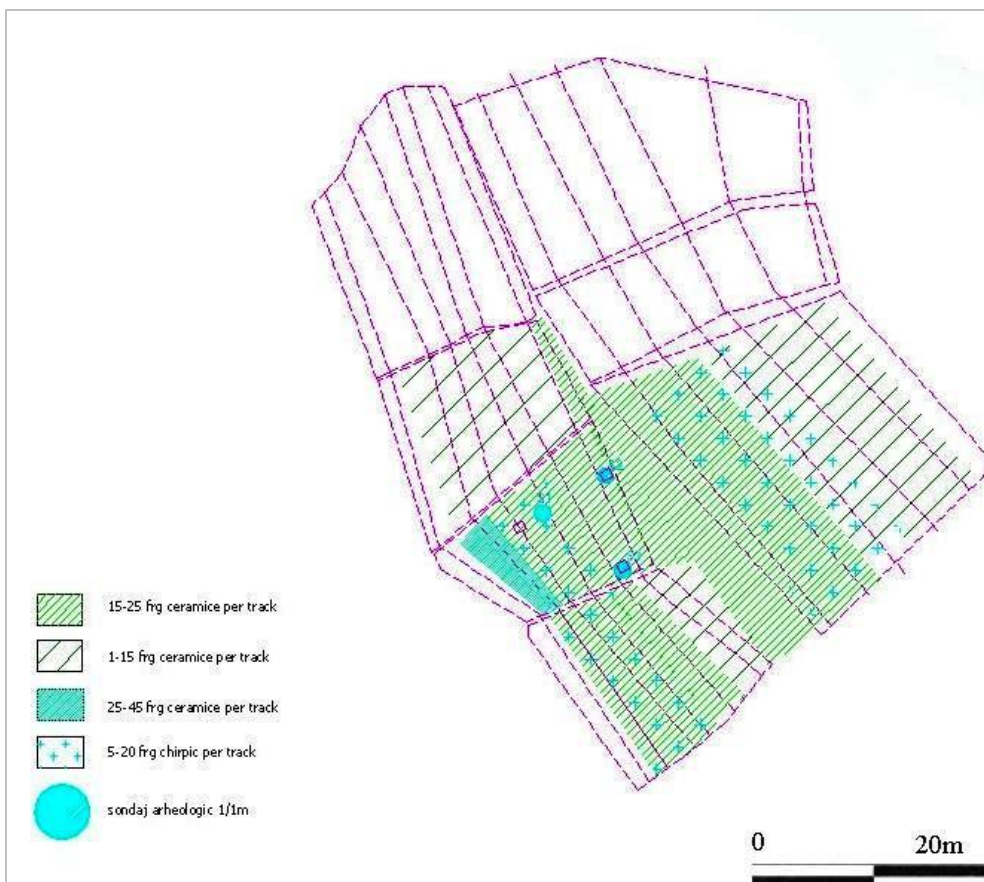 15-25 frg ceramice per track
1-15 frg ceramice per track
25-45 frg ceramice per track
5-20 frg chirpic per track
sondaj arheologic 1/1m
0 20m